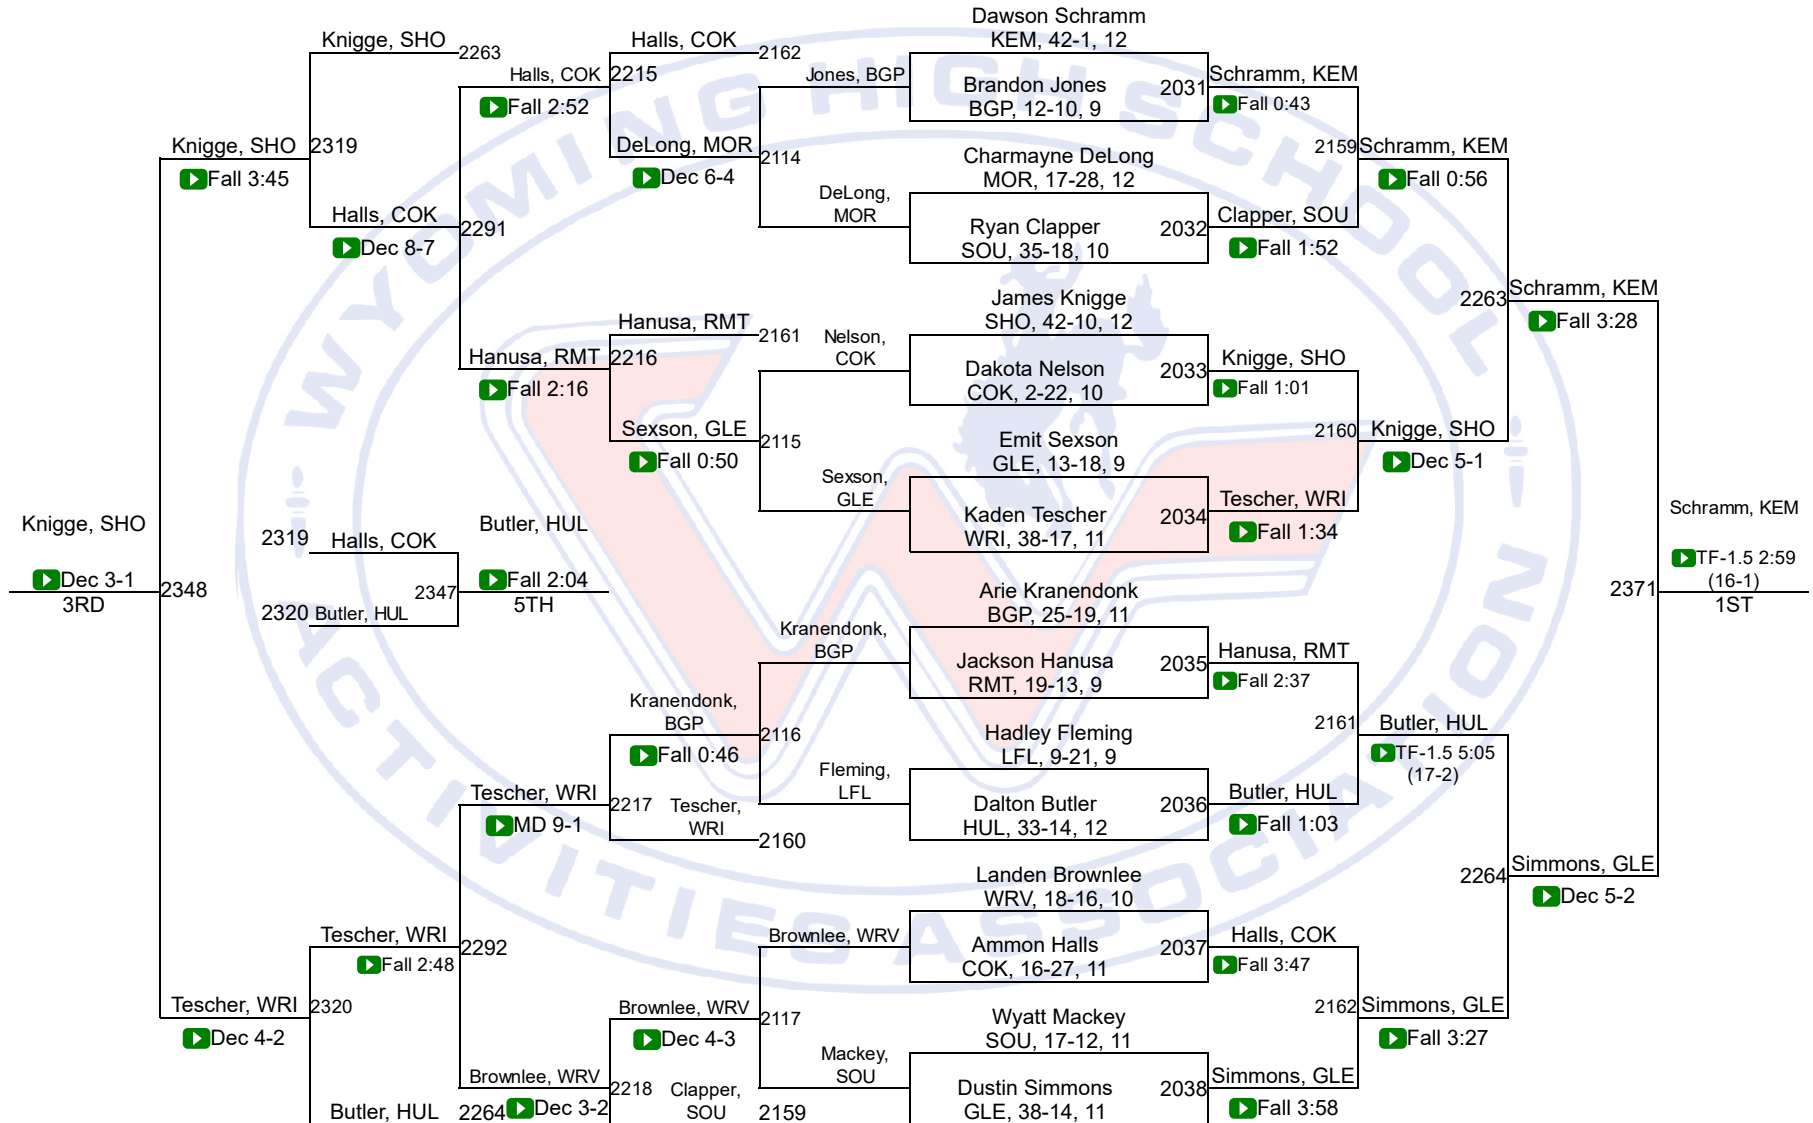 Dawson Schramm
KEM, 42-1, 12
Knigge, SHO
2263
Halls, COK
2162
Halls, COK
2215
Jones, BGP
Brandon Jones
BGP, 12-10, 9
2031
Schramm, KEM
Fall 0:43
Fall 2:52
Knigge, SHO
2319
DeLong, MOR
2114
Charmayne DeLong
MOR, 17-28, 12
2159
Schramm, KEM
Fall 3:45
Dec 6-4
Fall 0:56
DeLong,
MOR
Halls, COK
2291
Ryan Clapper
SOU, 35-18, 10
2032
Clapper, SOU
Fall 1:52
Dec 8-7
James Knigge
SHO, 42-10, 12
2263
Schramm, KEM
Fall 3:28
Hanusa, RMT
2161
Nelson,
COK
Hanusa, RMT
2216
Fall 2:16
Dakota Nelson
COK, 2-22, 10
2033
Knigge, SHO
Fall 1:01
Sexson, GLE
2115
Fall 0:50
Emit Sexson
GLE, 13-18, 9
2160
Knigge, SHO
Dec 5-1
Sexson,
GLE
Kaden Tescher
WRI, 38-17, 11
2034
Tescher, WRI
Fall 1:34
Schramm, KEM
TF-1.5 2:59
(16-1)
1ST
2371
Knigge, SHO
Dec 3-1
3RD
2348
2319
Halls, COK
2320
Butler, HUL
2347
Butler, HUL
Fall 2:04
5TH
Arie Kranendonk
BGP, 25-19, 11
Kranendonk,
BGP
Jackson Hanusa
RMT, 19-13, 9
2035
Hanusa, RMT
Fall 2:37
Kranendonk,
BGP
2116
Fall 0:46
Hadley Fleming
LFL, 9-21, 9
2161
Butler, HUL
TF-1.5 5:05
(17-2)
Fleming,
LFL
Tescher, WRI
2217
MD 9-1
Tescher,
WRI
2160
Dalton Butler
HUL, 33-14, 12
2036
Butler, HUL
Fall 1:03
Landen Brownlee
WRV, 18-16, 10
2264
Simmons, GLE
Dec 5-2
Tescher, WRI
2292
Fall 2:48
Brownlee, WRV
Ammon Halls
COK, 16-27, 11
2037
Halls, COK
Fall 3:47
Tescher, WRI
2320
Dec 4-2
Brownlee, WRV
2117
Dec 4-3
Wyatt Mackey
SOU, 17-12, 11
2162
Simmons, GLE
Fall 3:27
Mackey,
SOU
Brownlee, WRV
2218
Dec 3-2
Clapper,
SOU
2159
Dustin Simmons
GLE, 38-14, 11
2038
Simmons, GLE
Fall 3:58
Butler, HUL
2264
WYOMING HIGH SCHOOL
ACTIVITIES ASSOCIATION